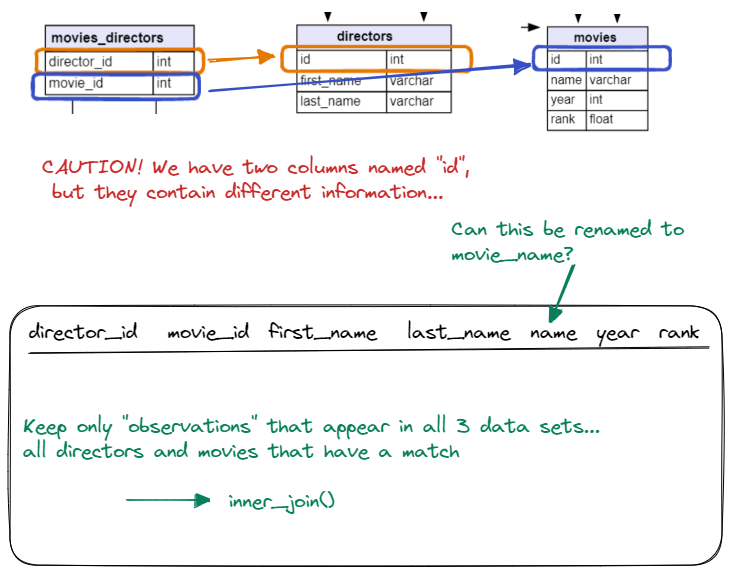 movies_directors
director_id int
movie_id int
directors
id int
first_name varchar
last_name varchar
movies
id int
name varchar
year int
rank float
CAUTION! We have two columns named "id",
but they contain different information...
Can this be renamed to
movie_name?
director_id movie_id first_name last_name name year rank
Keep only "observations" that appear in all 3 data sets...
all directors and movies that have a match
inner_join()